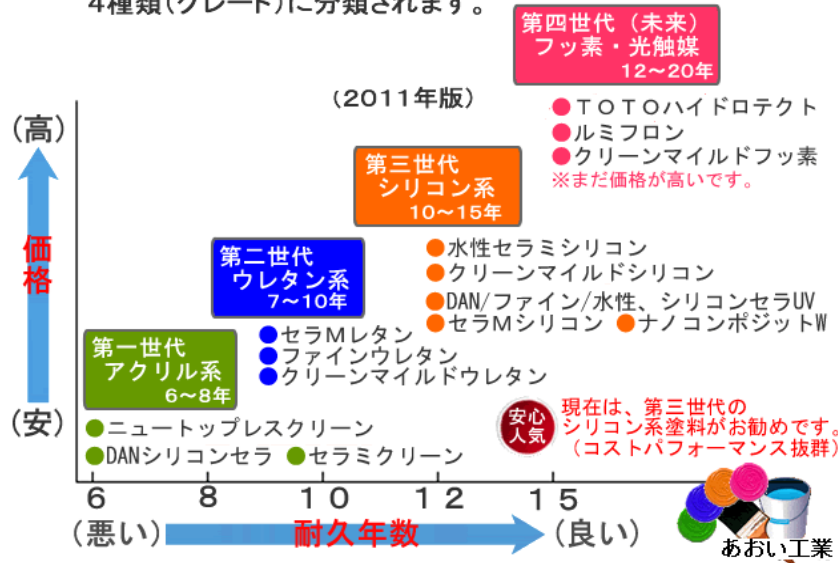 4種類(グレード)に分類されます。
第四世代（未来）
フッ素・光触媒
12〜20年
(2011年版)
●ＴＯＴＯハイドロテクト
●ルミフロン
●クリーンマイルドフッ素
※まだ価格が高いです。
(高)
価格
(安)
第三世代
シリコン系
10〜15年
●水性セラミシリコン
●クリーンマイルドシリコン
●DAN/ファイン/水性、シリコンセラUV
●セラMシリコン ●ナノコンポジットW
第二世代
ウレタン系
7〜10年
●セラMレタン
●ファインウレタン
●クリーンマイルドウレタン
第一世代
アクリル系
6〜8年
●ニュートップレスクリーン
●DANシリコンセラ ●セラミクリーン
安心
人気
現在は、第三世代の
シリコン系塗料がお勧めです。
（コストパフォーマンス抜群）
6 8 10 12 15
(悪い) 耐久年数 (良い)
あおい工業